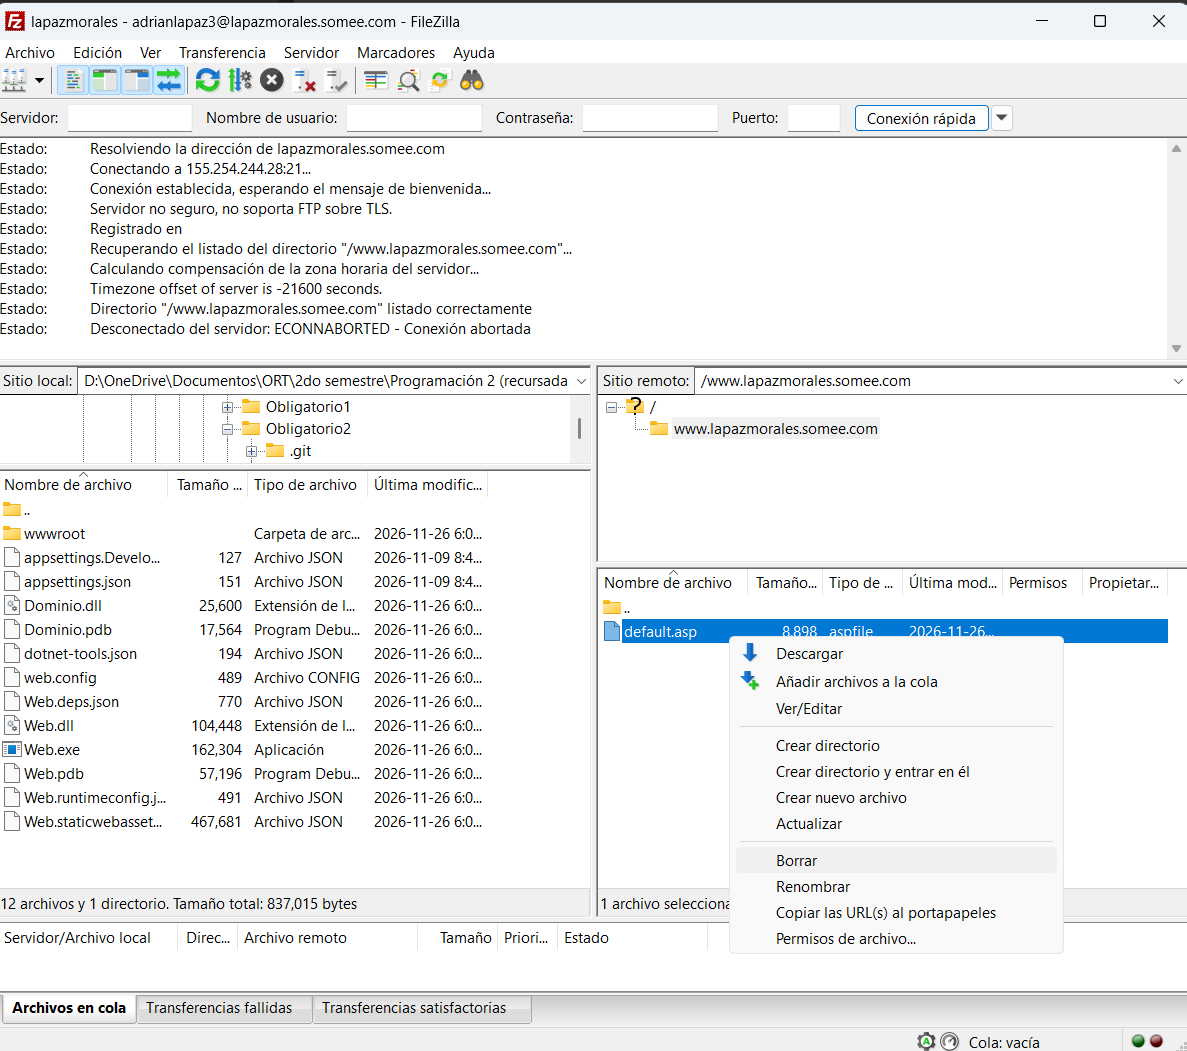 lapazmorales - adrianlapaz3@lapazmorales.somee.com - FileZilla
Archivo Edición Ver Transferencia Servidor Marcadores Ayuda
Servidor: Nombre de usuario: Contraseña: Puerto: Conexión rápida
Estado: Resolviendo la dirección de lapazmorales.somee.com
Estado: Conectando a 155.254.244.28:21...
Estado: Conexión establecida, esperando el mensaje de bienvenida...
Estado: Servidor no seguro, no soporta FTP sobre TLS.
Estado: Registrado en
Estado: Recuperando el listado del directorio "/www.lapazmorales.somee.com"...
Estado: Calculando compensación de la zona horaria del servidor...
Estado: Timezone offset of server is -21600 seconds.
Estado: Directorio "/www.lapazmorales.somee.com" listado correctamente
Estado: Desconectado del servidor: ECONNABORTED - Conexión abortada
Sitio local: D:\OneDrive\Documentos\ORT\2do semestre\Programación 2 (recursada
Obligatorio1
Obligatorio2
.git
Nombre de archivo Tamaño ... Tipo de archivo Última modific...
..
wwwroot Carpeta de arc... 2026-11-26 6:0...
appsettings.Develo... 127 Archivo JSON 2026-11-09 8:4...
appsettings.json 151 Archivo JSON 2026-11-09 8:4...
Dominio.dll 25,600 Extensión de l... 2026-11-26 6:0...
Dominio.pdb 17,564 Program Debu... 2026-11-26 6:0...
dotnet-tools.json 194 Archivo JSON 2026-11-26 6:0...
web.config 489 Archivo CONFIG 2026-11-26 6:0...
Web.deps.json 770 Archivo JSON 2026-11-26 6:0...
Web.dll 104,448 Extensión de l... 2026-11-26 6:0...
Web.exe 162,304 Aplicación 2026-11-26 6:0...
Web.pdb 57,196 Program Debu... 2026-11-26 6:0...
Web.runtimeconfig.j... 491 Archivo JSON 2026-11-26 6:0...
Web.staticwebasset... 467,681 Archivo JSON 2026-11-26 6:0...
12 archivos y 1 directorio. Tamaño total: 837,015 bytes
Sitio remoto: /www.lapazmorales.somee.com
/
www.lapazmorales.somee.com
Nombre de archivo Tamaño... Tipo de ... Última mod... Permisos Propietar...
..
default.asp 8,898 aspfile 2026-11-26...
Descargar
Añadir archivos a la cola
Ver/Editar
Crear directorio
Crear directorio y entrar en él
Crear nuevo archivo
Actualizar
Borrar
Renombrar
Copiar las URL(s) al portapapeles
Permisos de archivo...
1 archivo selecciona
Servidor/Archivo local Direc... Archivo remoto Tamaño Priori... Estado
Archivos en cola Transferencias fallidas Transferencias satisfactorias
Cola: vacía